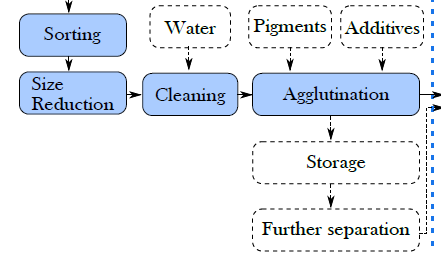 Sorting
Water
Pigments
Additives
Size
Reduction
Cleaning
Agglutination
Storage
Further separation